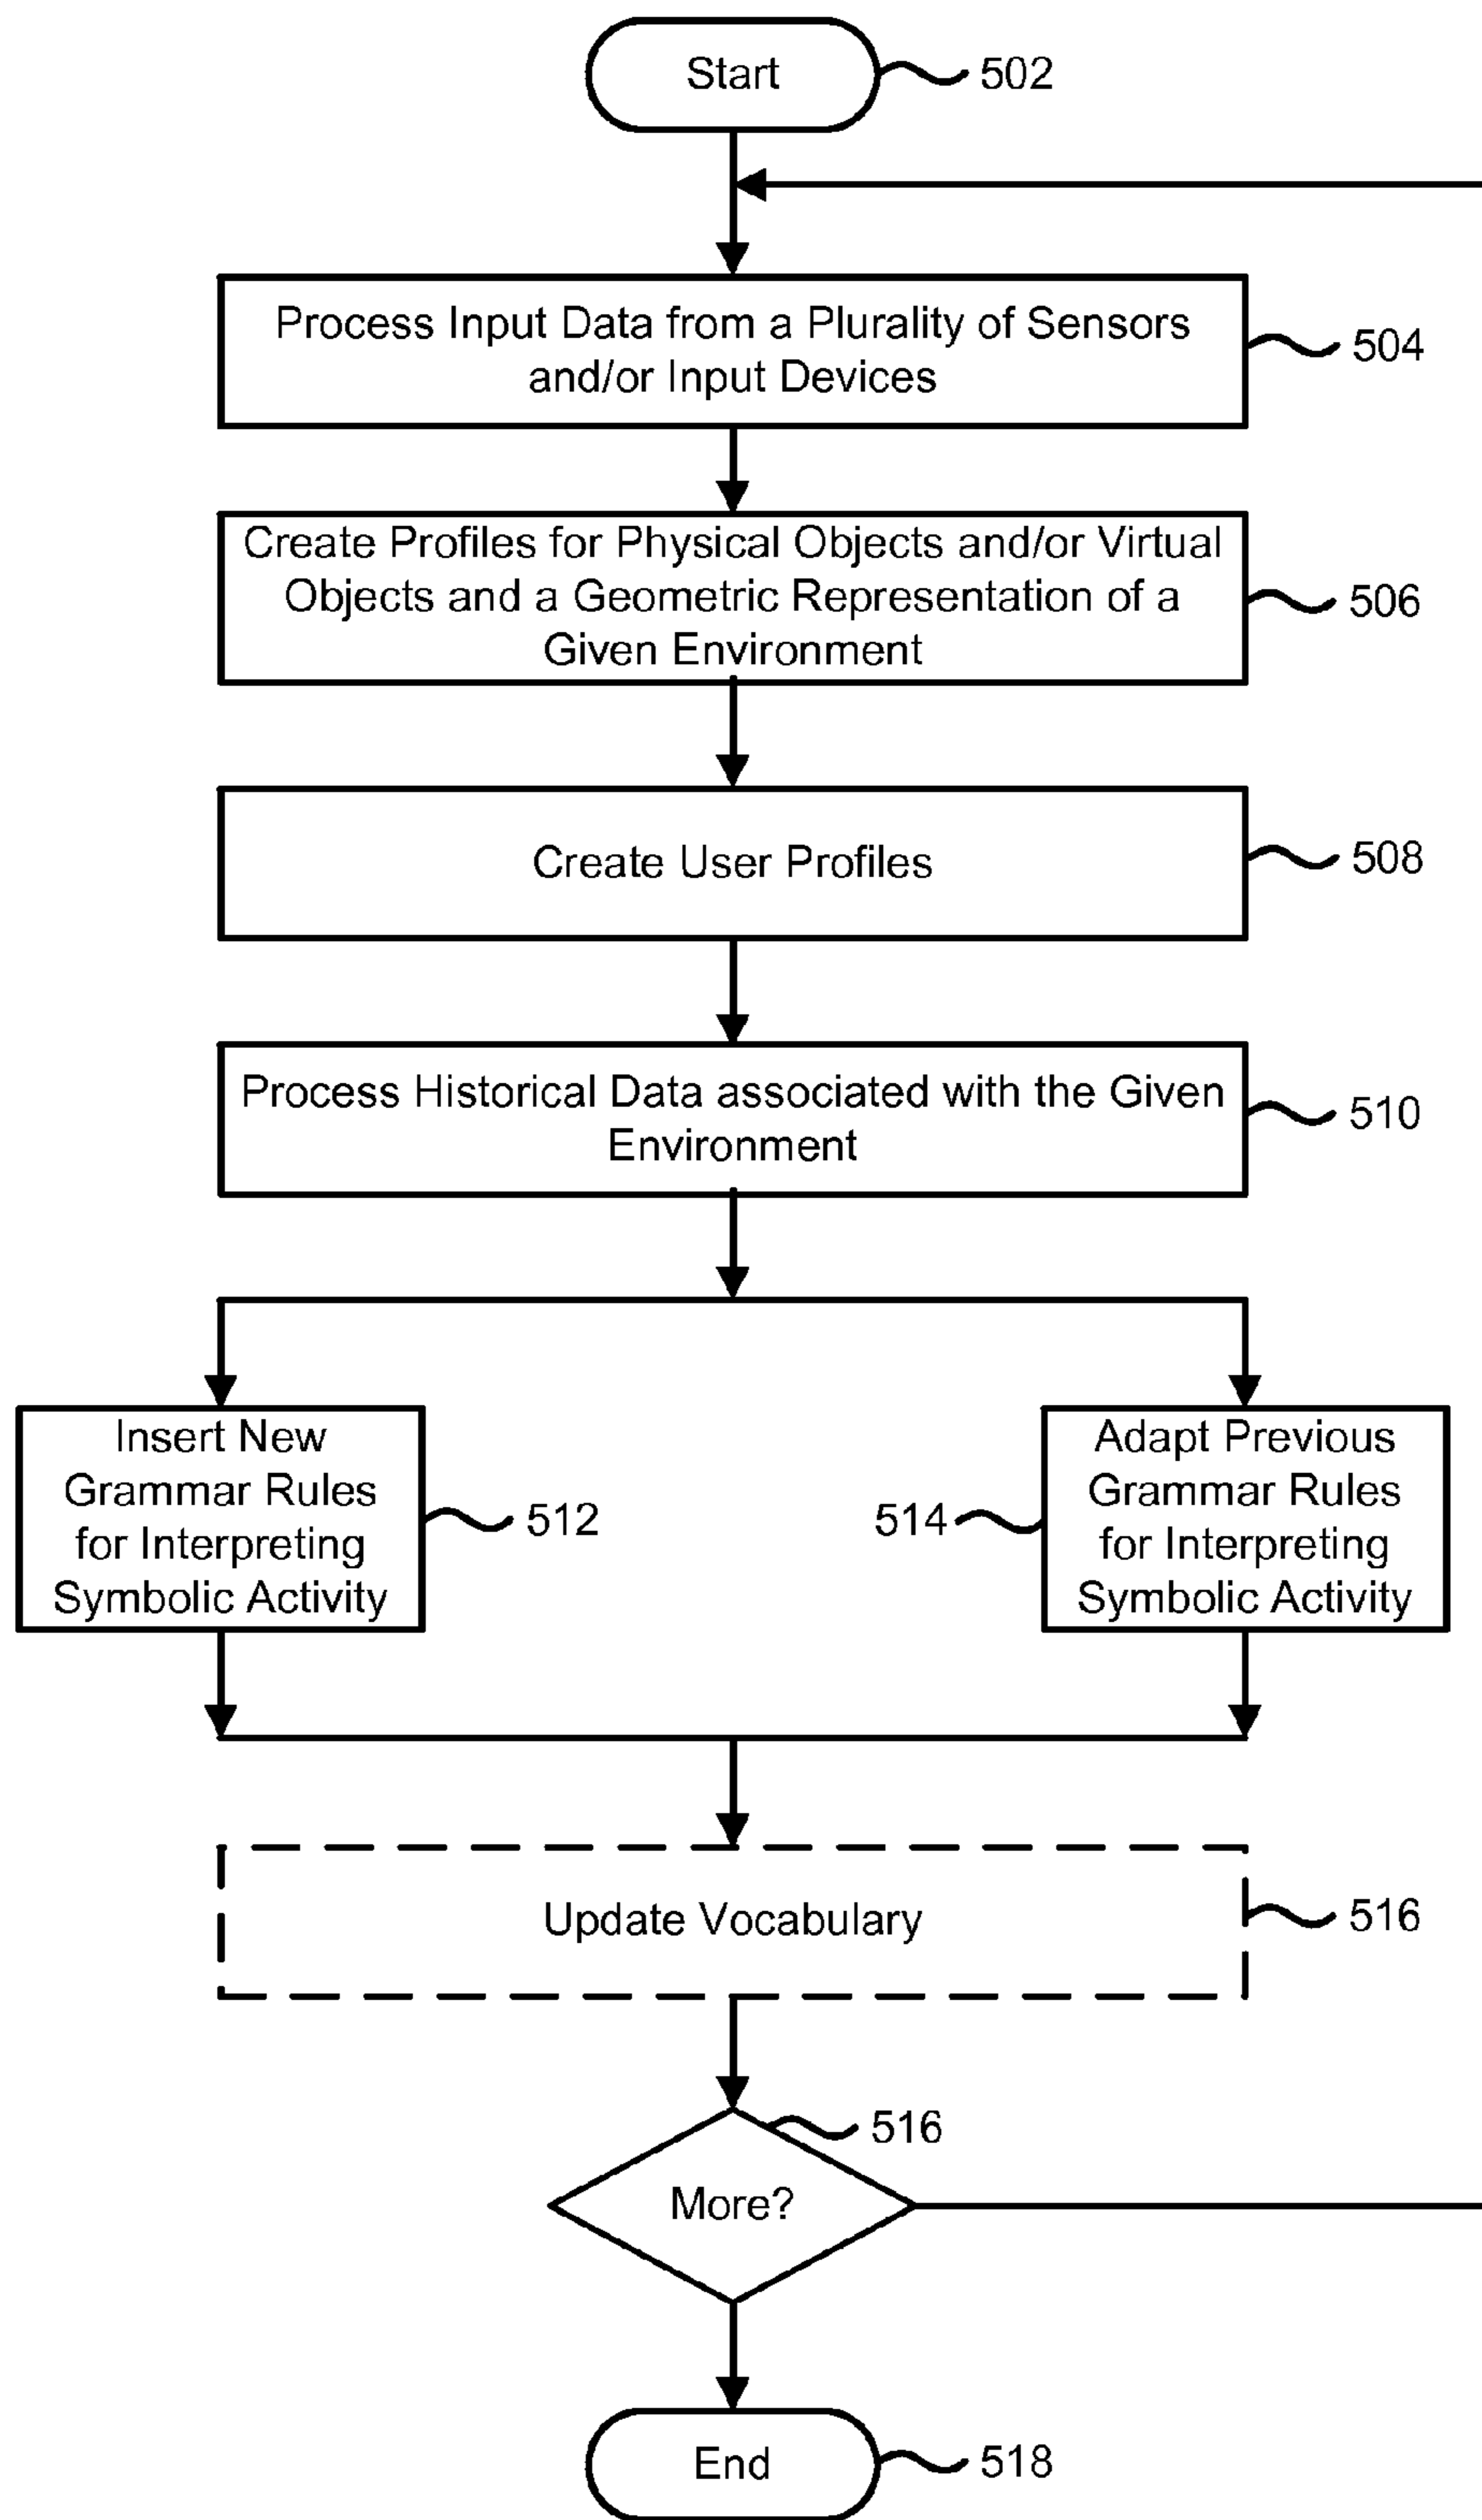 Start
502
Process Input Data from a Plurality of Sensors
and/or Input Devices
504
Create Profiles for Physical Objects and/or Virtual
Objects and a Geometric Representation of a
Given Environment
506
Create User Profiles
508
Process Historical Data associated with the Given
Environment
510
Insert New
Grammar Rules
for Interpreting
Symbolic Activity
512
514
Adapt Previous
Grammar Rules
for Interpreting
Symbolic Activity
Update Vocabulary
516
516
More?
End
518